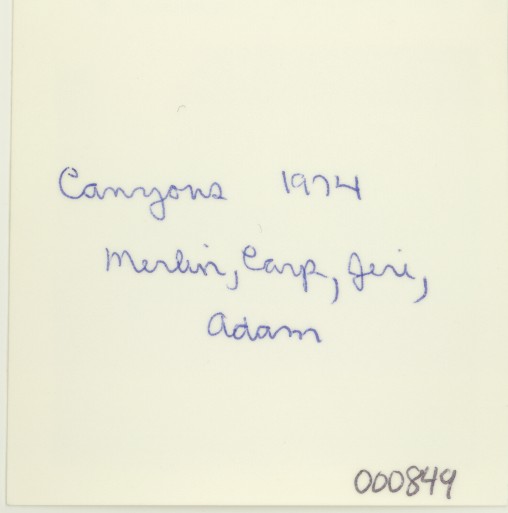 Canyons 1974
Merlin, Carp, Jeri,
Adam
000849